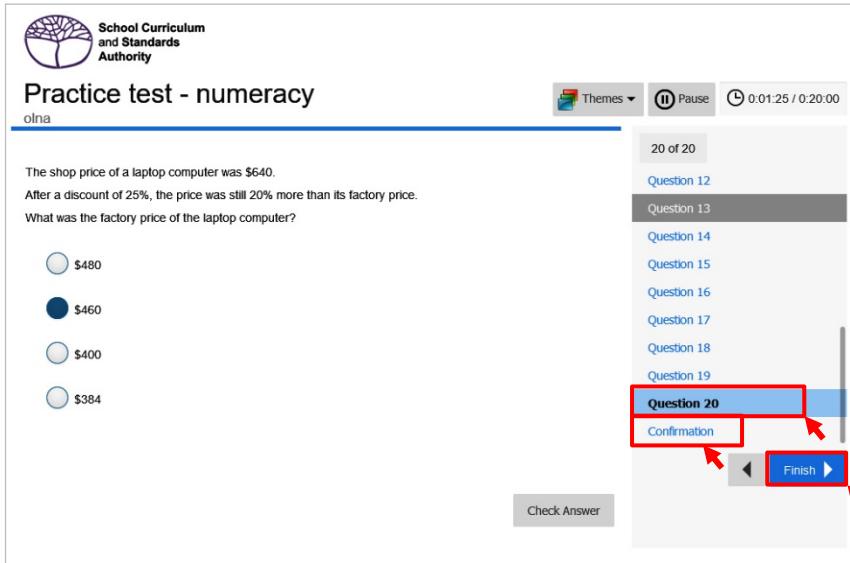 School Curriculum
and Standards
Authority
Practice test - numeracy
olna
Themes
Pause
0:01:25 / 0:20:00
The shop price of a laptop computer was $640.
After a discount of 25%, the price was still 20% more than its factory price.
What was the factory price of the laptop computer?
$480
$460
$400
$384
Check Answer
20 of 20
Question 12
Question 13
Question 14
Question 15
Question 16
Question 17
Question 18
Question 19
Question 20
Confirmation
Finish